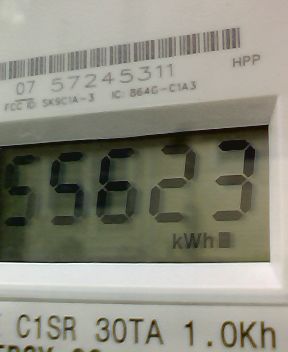 HPP
07 57245311
FCC ID: SK9C1A-3 IC: 864G-C1A3
55623
kWh
C1SR 30TA 1.0Kh